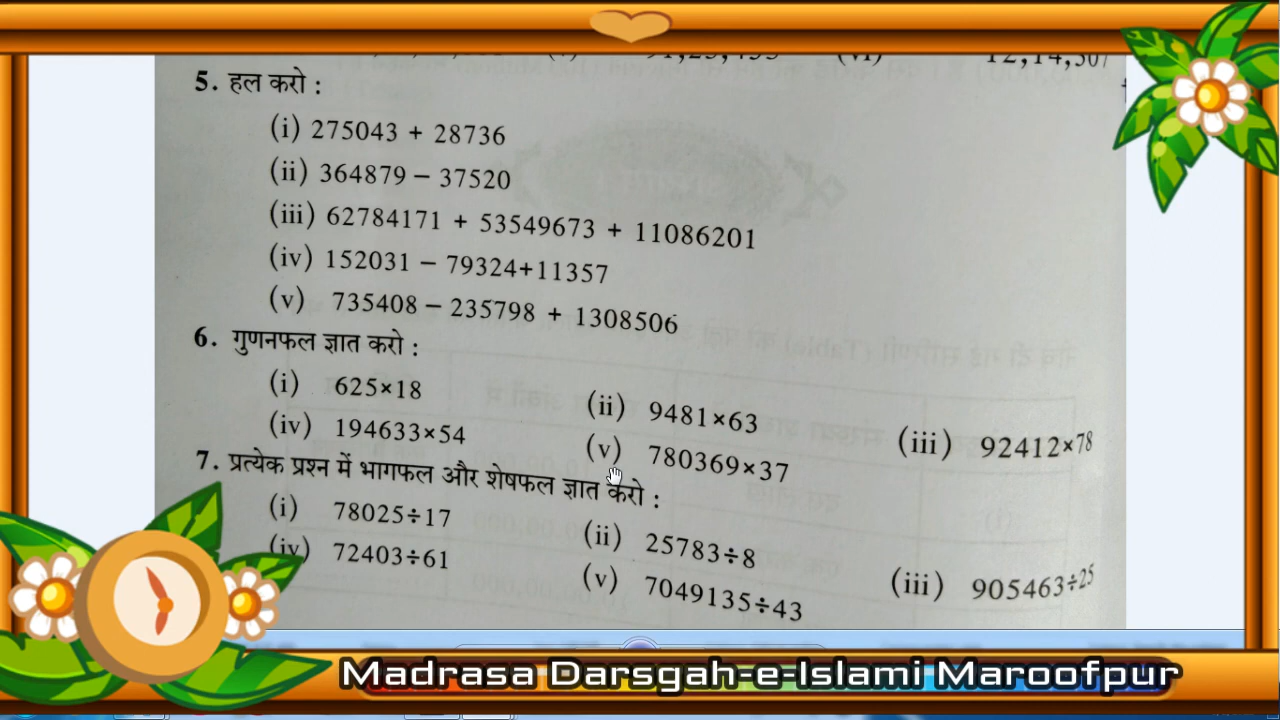 5. हल करो :
(i) 275043 + 28736
(ii) 364879 – 37520
(iii) 62784171 + 53549673 + 11086201
(iv) 152031 – 79324+11357
(v) 735408 – 235798 + 1308506
6. गुणनफल ज्ञात करो :
(i) 625×18 (ii) 9481×63 (iii) 92412×78
(iv) 194633×54 (v) 780369×37
7. प्रत्येक प्रश्न में भागफल और शेषफल ज्ञात करो :
(i) 78025÷17 (ii) 25783÷8 (iii) 905463÷25
(iv) 72403÷61 (v) 7049135÷43
Madrasa Darsgah-e-Islami Maroofpur